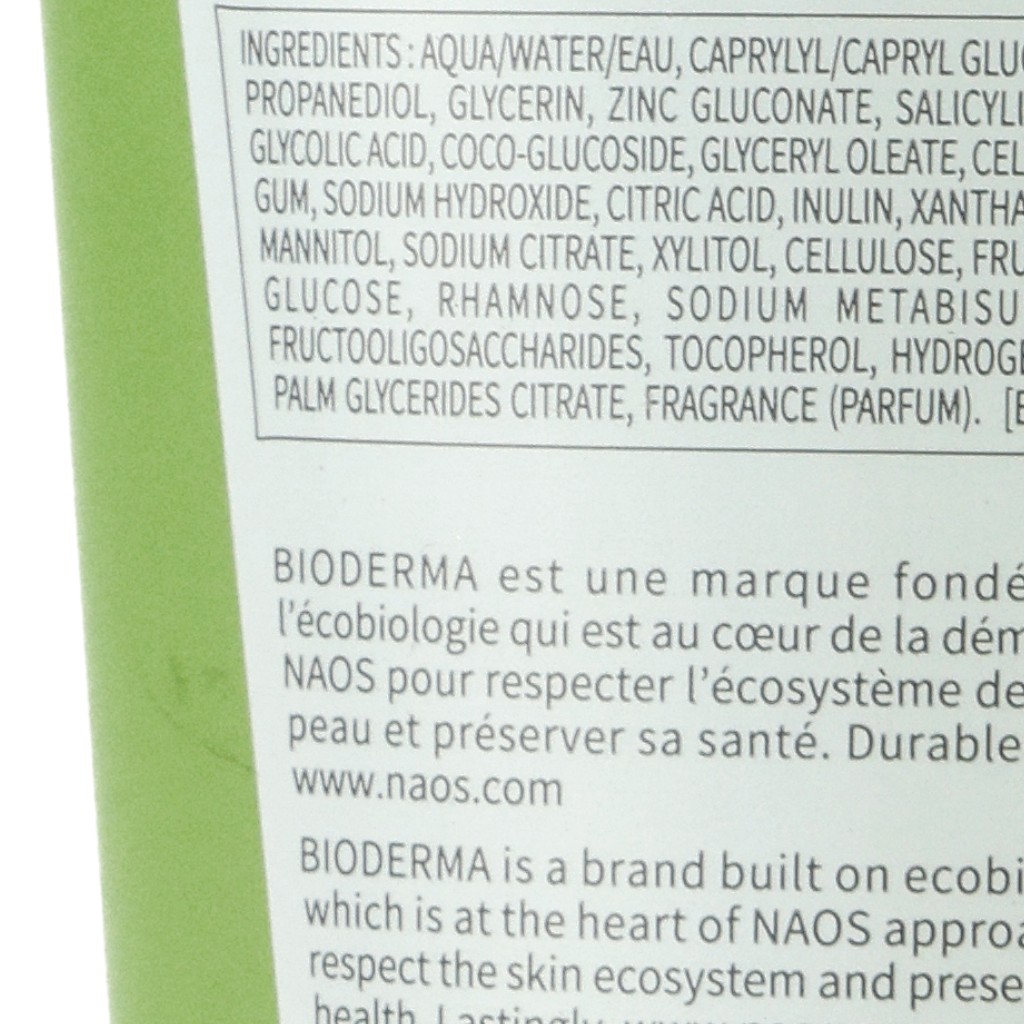 INGREDIENTS : AQUA/WATER/EAU, CAPRYLYL/CAPRYL
PROPANEDIOL, GLYCERIN, ZINC GLUCONATE,
GLYCOLIC ACID, COCO-GLUCOSIDE, GLYCERYL OLEATE,
GUM, SODIUM HYDROXIDE, CITRIC ACID, INULIN,
MANNITOL, SODIUM CITRATE, XYLITOL, CELLULOSE,
GLUCOSE, RHAMNOSE, SODIUM
FRUCTOOLIGOSACCHARIDES, TOCOPHEROL,
PALM GLYCERIDES CITRATE, FRAGRANCE (PARFUM).
BIODERMA est une marque
l'écobiologie qui est au cœur de la
NAOS pour respecter l'écosystème de
peau et préserver sa santé.
www.naos.com
BIODERMA is a brand built on
which is at the heart of NAOS
respect the skin ecosystem and
health.